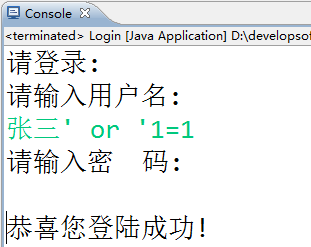 Console
<terminated> Login [Java Application] D:\developsof
请登录:
请输入用户名:
张三' or '1=1
请输入密　码:
恭喜您登陆成功!